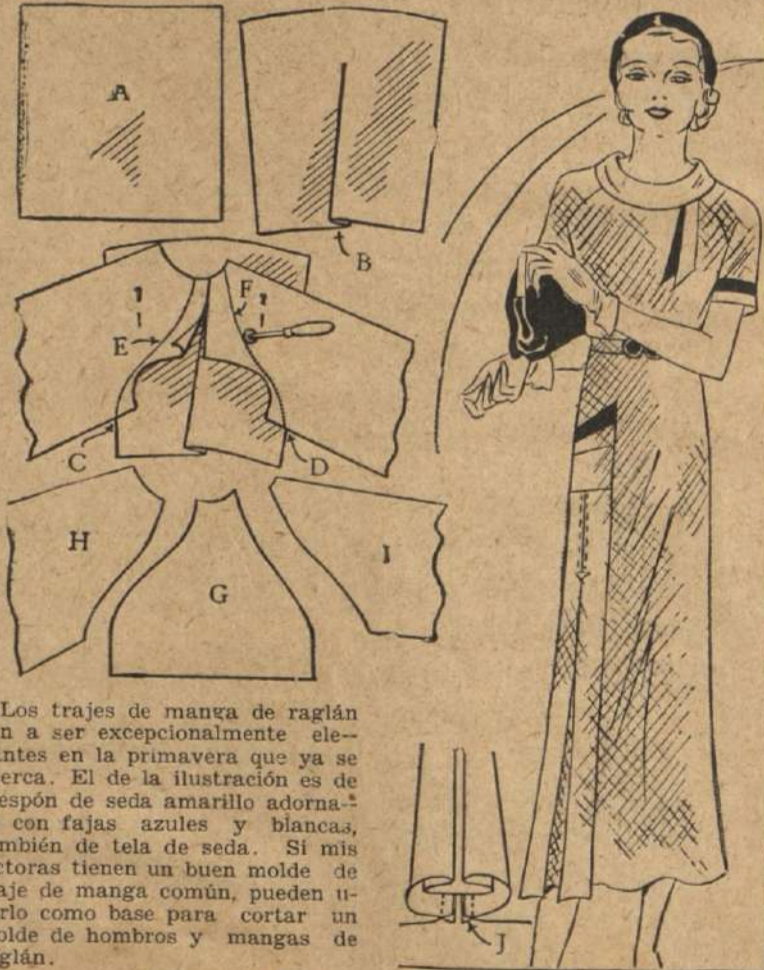 A
B
E
F
C
D
H
G
I
Los trajes de manga de raglán
n a ser excepcionalmente ele-
antes en la primavera que ya se
erca. El de la ilustración es de
espón de seda amarillo adorna-
con fajas azules y blancas,
mbién de tela de seda. Si mis
ctoras tienen un buen molde de
aje de manga común, pueden u-
rlo como base para cortar un
olde de hombros y mangas de
glán.
J